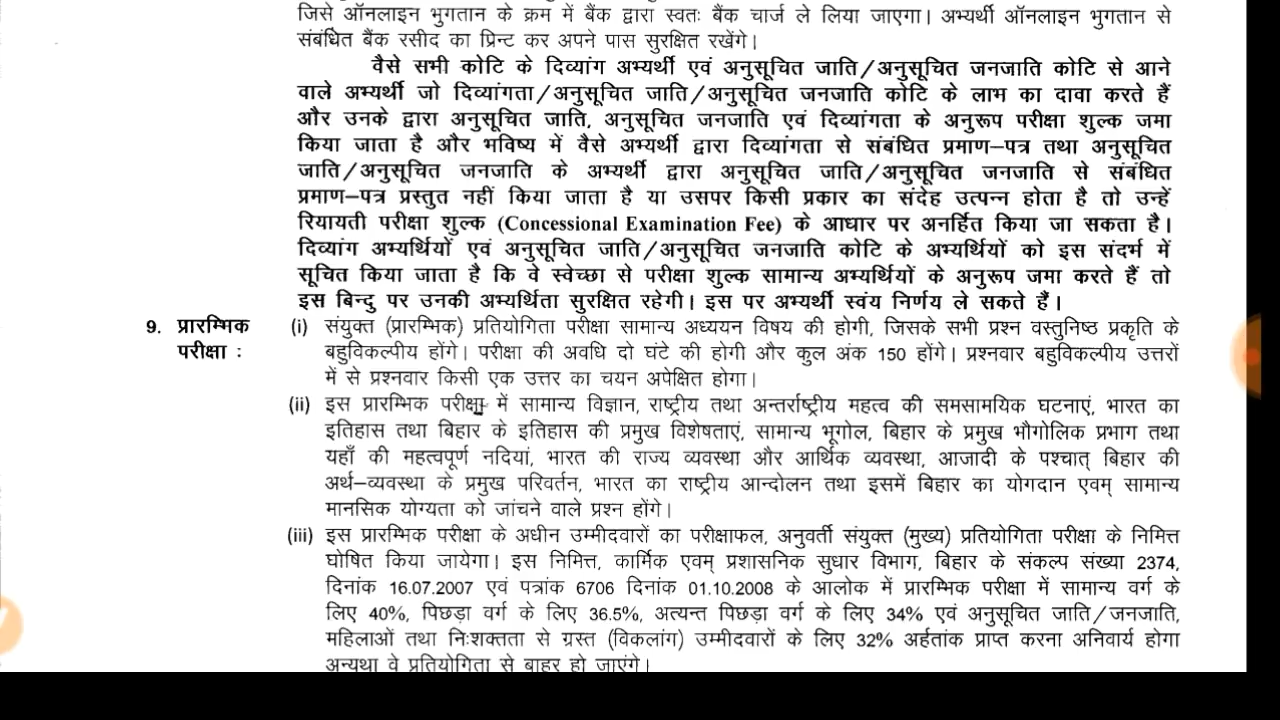 जिसे ऑनलाइन भुगतान के क्रम में बैंक द्वारा स्वतः बैंक चार्ज ले लिया जाएगा। अभ्यर्थी ऑनलाइन भुगतान से
संबंधित बैंक रसीद का प्रिन्ट कर अपने पास सुरक्षित रखेंगे।
वैसे सभी कोटि के दिव्यांग अभ्यर्थी एवं अनुसूचित जाति/अनुसूचित जनजाति कोटि से आने
वाले अभ्यर्थी जो दिव्यांगता/अनुसूचित जाति/अनुसूचित जनजाति कोटि के लाभ का दावा करते हैं
और उनके द्वारा अनुसूचित जाति, अनुसूचित जनजाति एवं दिव्यांगता के अनुरूप परीक्षा शुल्क जमा
किया जाता है और भविष्य में वैसे अभ्यर्थी द्वारा दिव्यांगता से संबंधित प्रमाण–पत्र तथा अनुसूचित
जाति/अनुसूचित जनजाति के अभ्यर्थी द्वारा अनुसूचित जाति/अनुसूचित जनजाति से संबंधित
प्रमाण–पत्र प्रस्तुत नहीं किया जाता है या उसपर किसी प्रकार का संदेह उत्पन्न होता है तो उन्हें
रियायती परीक्षा शुल्क (Concessional Examination Fee) के आधार पर अनर्हित किया जा सकता है।
दिव्यांग अभ्यर्थियों एवं अनुसूचित जाति/अनुसूचित जनजाति कोटि के अभ्यर्थियों को इस संदर्भ में
सूचित किया जाता है कि वे स्वेच्छा से परीक्षा शुल्क सामान्य अभ्यर्थियों के अनुरूप जमा करते हैं तो
इस बिन्दु पर उनकी अभ्यर्थिता सुरक्षित रहेगी। इस पर अभ्यर्थी स्वंय निर्णय ले सकते हैं।
9. प्रारम्भिक परीक्षा : (i) संयुक्त (प्रारम्भिक) प्रतियोगिता परीक्षा सामान्य अध्ययन विषय की होगी, जिसके सभी प्रश्न वस्तुनिष्ठ प्रकृति के
बहुविकल्पीय होंगे। परीक्षा की अवधि दो घंटे की होगी और कुल अंक 150 होंगे। प्रश्नवार बहुविकल्पीय उत्तरों
में से प्रश्नवार किसी एक उत्तर का चयन अपेक्षित होगा।
(ii) इस प्रारम्भिक परीक्षा में सामान्य विज्ञान, राष्ट्रीय तथा अन्तर्राष्ट्रीय महत्व की समसामयिक घटनाएं, भारत का
इतिहास तथा बिहार के इतिहास की प्रमुख विशेषताएं, सामान्य भूगोल, बिहार के प्रमुख भौगोलिक प्रभाग तथा
यहाँ की महत्वपूर्ण नदियां, भारत की राज्य व्यवस्था और आर्थिक व्यवस्था, आजादी के पश्चात् बिहार की
अर्थ–व्यवस्था के प्रमुख परिवर्तन, भारत का राष्ट्रीय आन्दोलन तथा इसमें बिहार का योगदान एवम् सामान्य
मानसिक योग्यता को जांचने वाले प्रश्न होंगे।
(iii) इस प्रारम्भिक परीक्षा के अधीन उम्मीदवारों का परीक्षाफल, अनुवर्ती संयुक्त (मुख्य) प्रतियोगिता परीक्षा के निमित्त
घोषित किया जायेगा। इस निमित्त, कार्मिक एवम् प्रशासनिक सुधार विभाग, बिहार के संकल्प संख्या 2374,
दिनांक 16.07.2007 एवं पत्रांक 6706 दिनांक 01.10.2008 के आलोक में प्रारम्भिक परीक्षा में सामान्य वर्ग के
लिए 40%, पिछड़ा वर्ग के लिए 36.5%, अत्यन्त पिछड़ा वर्ग के लिए 34% एवं अनुसूचित जाति/जनजाति,
महिलाओं तथा निःशक्तता से ग्रस्त (विकलांग) उम्मीदवारों के लिए 32% अर्हतांक प्राप्त करना अनिवार्य होगा
अन्यथा वे प्रतियोगिता से बाहर हो जाएंगे।